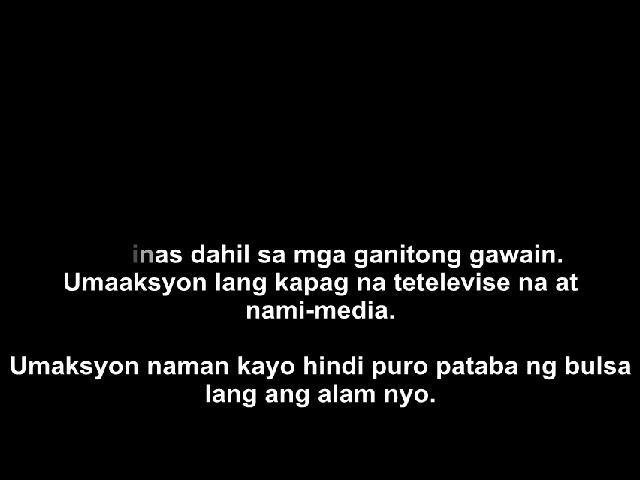 inas dahil sa mga ganitong gawain.
Umaaksyon lang kapag na tetelevise na at
nami-media.
Umaksyon naman kayo hindi puro pataba ng bulsa
lang ang alam nyo.